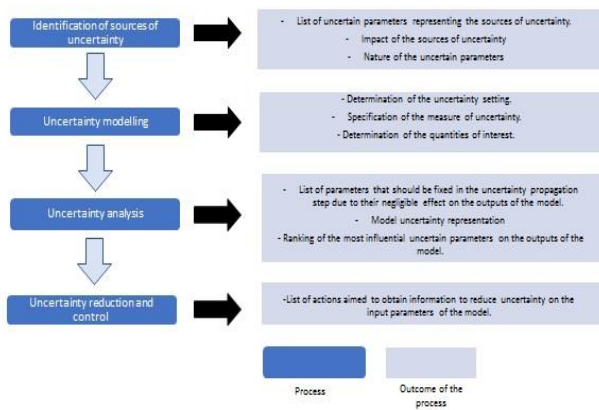 Identification of sources of
uncertainty
- List of uncertain parameters representing the sources of uncertainty.
- Impact of the sources of uncertainty
- Nature of the uncertain parameters
Uncertainty modelling
- Determination of the uncertainty setting.
- Specification of the measure of uncertainty.
- Determination of the quantities of interest.
Uncertainty analysis
- List of parameters that should be fixed in the uncertainty propagation
step due to their negligible effect on the outputs of the model.
- Model uncertainty representation
- Ranking of the most influential uncertain parameters on the outputs of the
model.
Uncertainty reduction and
control
-List of actions aimed to obtain information to reduce uncertainty on the
input parameters of the model.
Process
Outcome of the
process